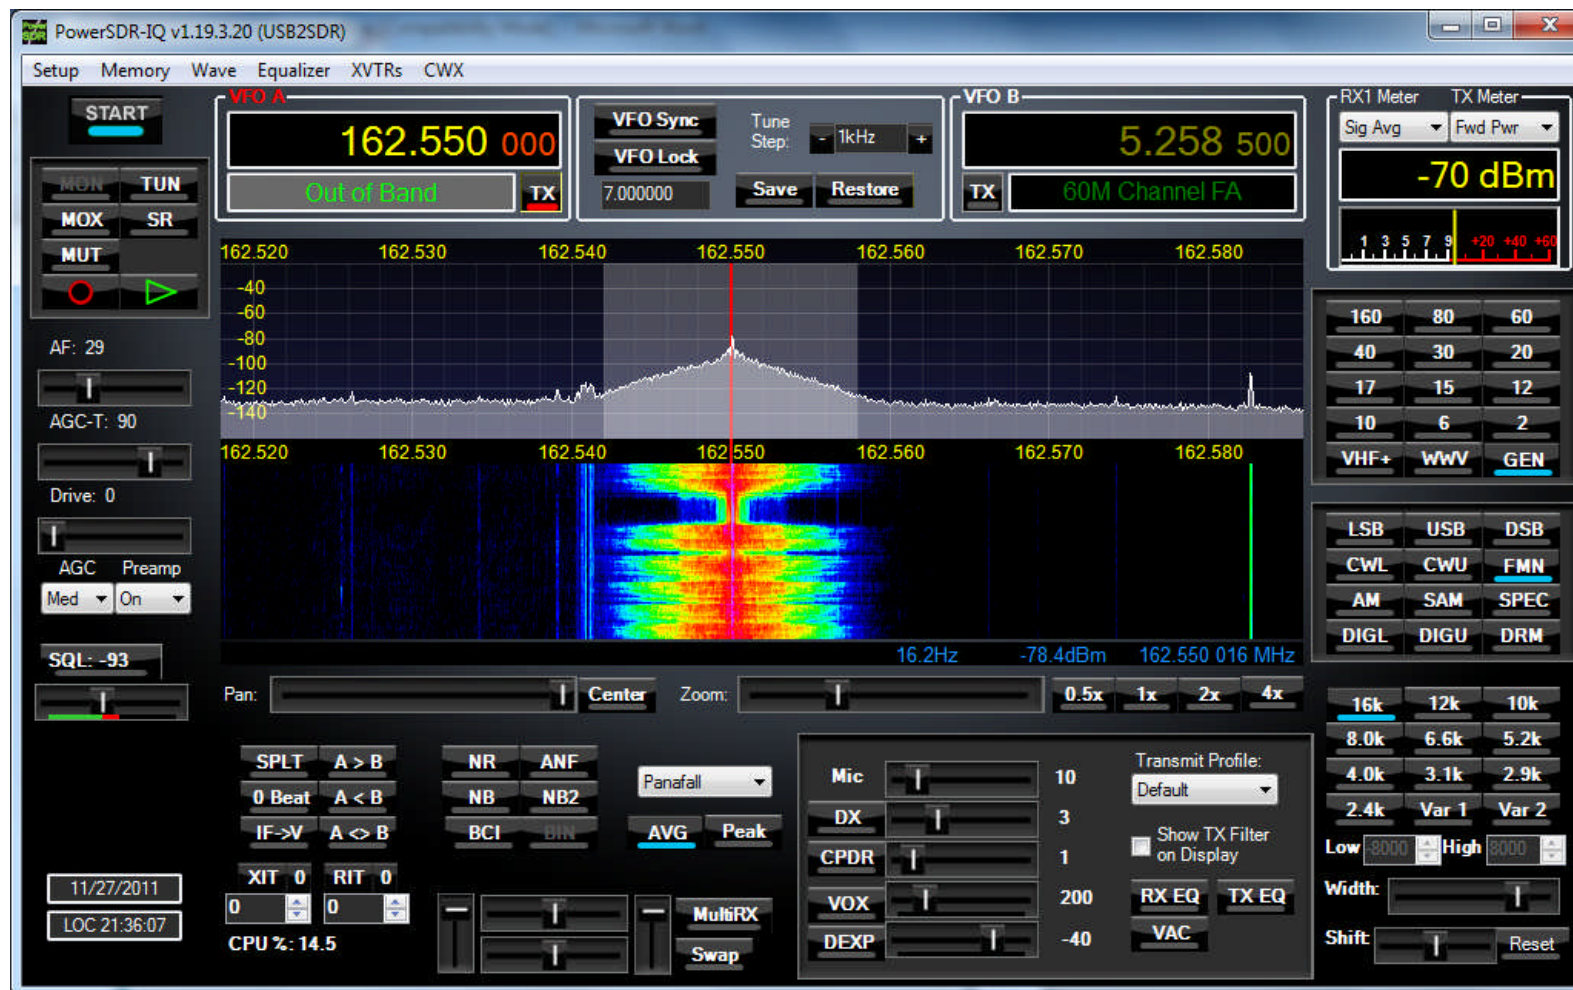 PowerSDR-IQ v1.19.3.20 (USB2SDR)
Setup Memory Wave Equalizer XVTRs CWX
START
MON TUN
MOX SR
MUT
AF: 29
AGC-T: 90
Drive: 0
AGC Preamp
Med On
SQL: -93
11/27/2011
LOC 21:36:07
VFO A
162.550 000
Out of Band TX
VFO Sync
VFO Lock
7.000000
Tune
Step: - 1kHz +
Save Restore
VFO B
5.258 500
TX 60M Channel FA
RX1 Meter TX Meter
Sig Avg Fwd Pwr
-70 dBm
1 3 5 7 9 +20 +40 +60
162.520 162.530 162.540 162.550 162.560 162.570 162.580
-40
-60
-80
-100
-120
-140
162.520 162.530 162.540 162.550 162.560 162.570 162.580
16.2Hz -78.4dBm 162.550 016 MHz
Pan: Center Zoom: 0.5x 1x 2x 4x
SPLT A > B
0 Beat A < B
IF->V A <> B
XIT 0 RIT 0
0 0
CPU %: 14.5
NR ANF
NB NB2
BCI BIN
Panafall
AVG Peak
MultiRX
Swap
Mic 10
DX 3
CPDR 1
VOX 200
DEXP -40
Transmit Profile:
Default
Show TX Filter
on Display
RX EQ TX EQ
VAC
160 80 60
40 30 20
17 15 12
10 6 2
VHF+ WWV GEN
LSB USB DSB
CWL CWU FMN
AM SAM SPEC
DIGL DIGU DRM
16k 12k 10k
8.0k 6.6k 5.2k
4.0k 3.1k 2.9k
2.4k Var 1 Var 2
Low -8000 High 8000
Width:
Shift: Reset